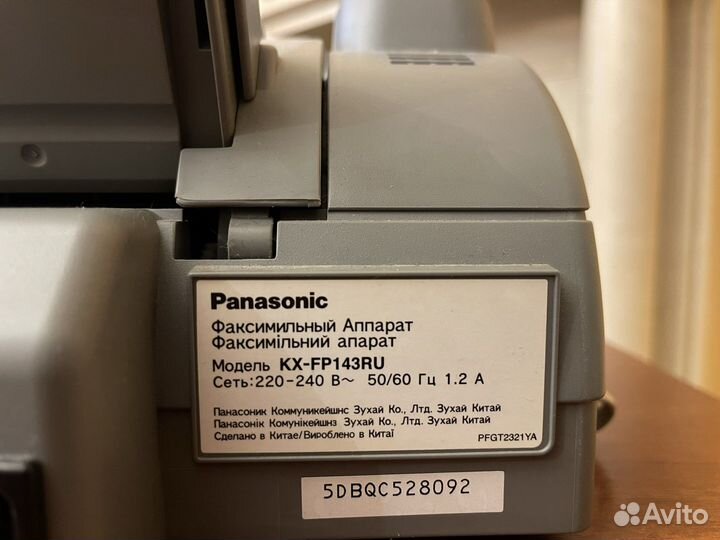 Panasonic
Факсимильный Аппарат
Факсимільний апарат
Модель KX-FP143RU
Сеть:220-240 В~ 50/60 Гц 1.2 А
Панасоник Коммуникейшнс Зухай Ко., Лтд. Зухай Китай
Панасонік Комунікейшнз Зухай Ко., Лтд. Зухай Китай
Сделано в Китае/Вироблено в Китаї
PFGT2321YA
5DBQC528092
Avito